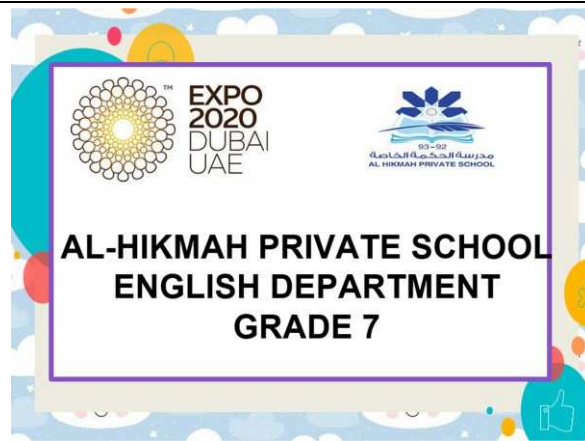 EXPO
2020
DUBAI
UAE
™
93-92
مدرسة الحكمة الخاصة
AL HIKMAH PRIVATE SCHOOL
AL-HIKMAH PRIVATE SCHOOL
ENGLISH DEPARTMENT
GRADE 7